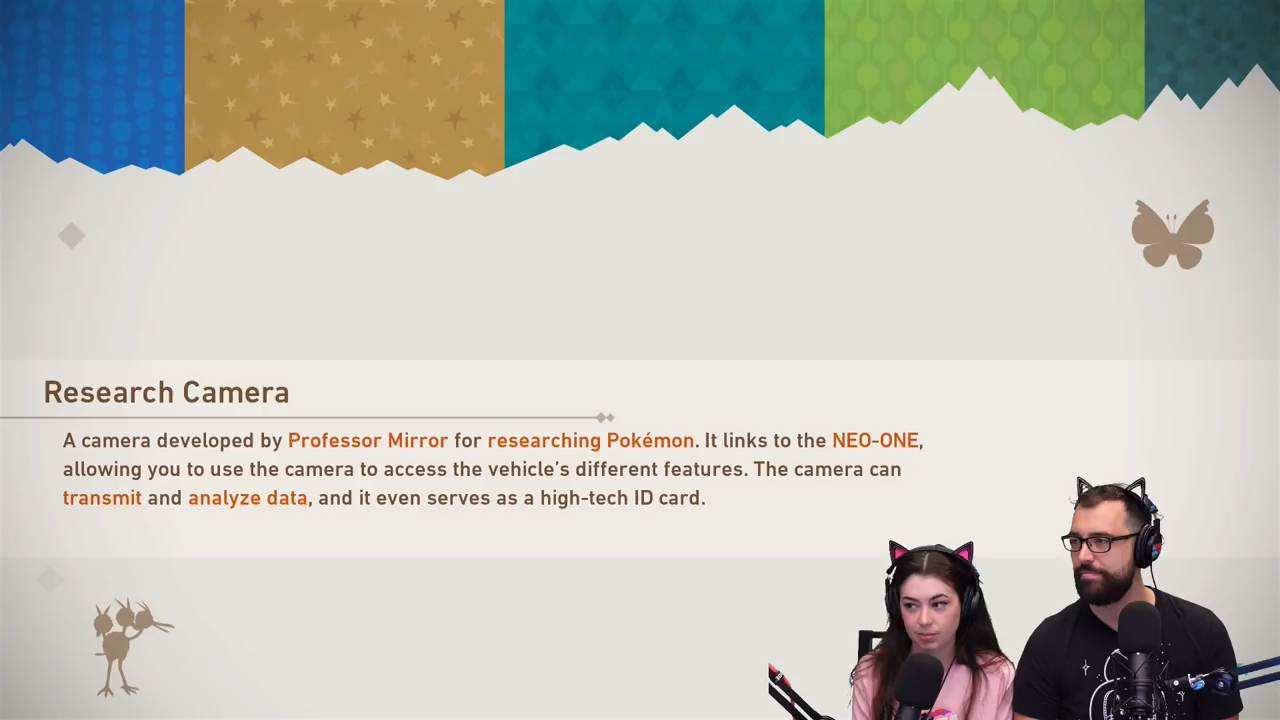 Research Camera
A camera developed by Professor Mirror for researching Pokémon. It links to the NEO-ONE,
allowing you to use the camera to access the vehicle's different features. The camera can
transmit and analyze data, and it even serves as a high-tech ID card.